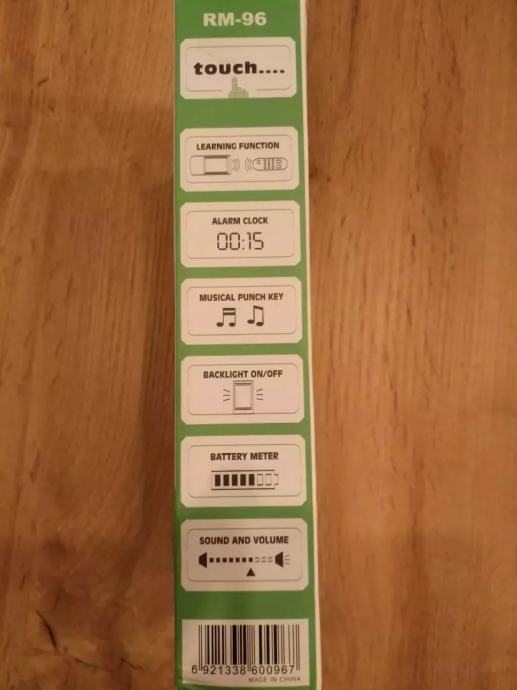 RM-96
touch....
LEARNING FUNCTION
ALARM CLOCK
00:15
MUSICAL PUNCH KEY
BACKLIGHT ON/OFF
BATTERY METER
SOUND AND VOLUME
6 921338 600967
MADE IN CHINA